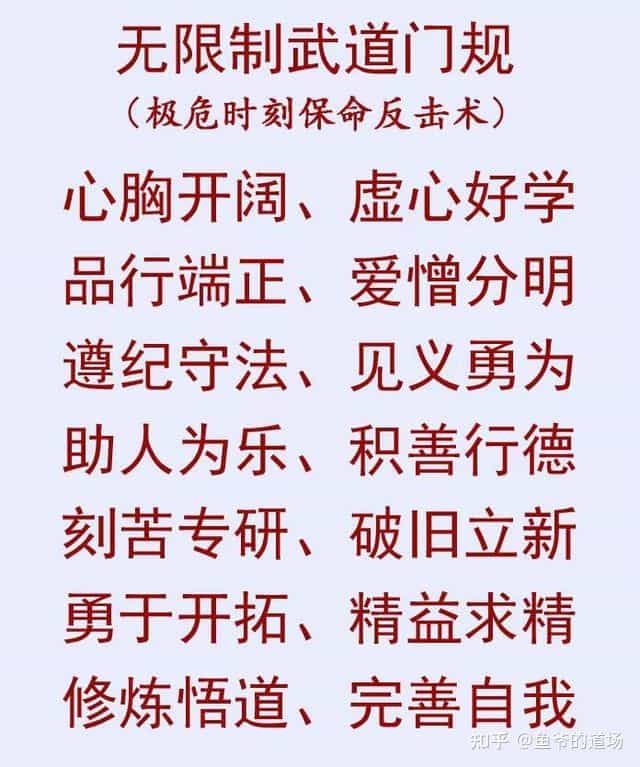 无限制武道门规
（极危时刻保命反击术）
心胸开阔、虚心好学
品行端正、爱憎分明
遵纪守法、见义勇为
助人为乐、积善行德
刻苦专研、破旧立新
勇于开拓、精益求精
修炼悟道、完善自我
知乎 @鱼爷的道场